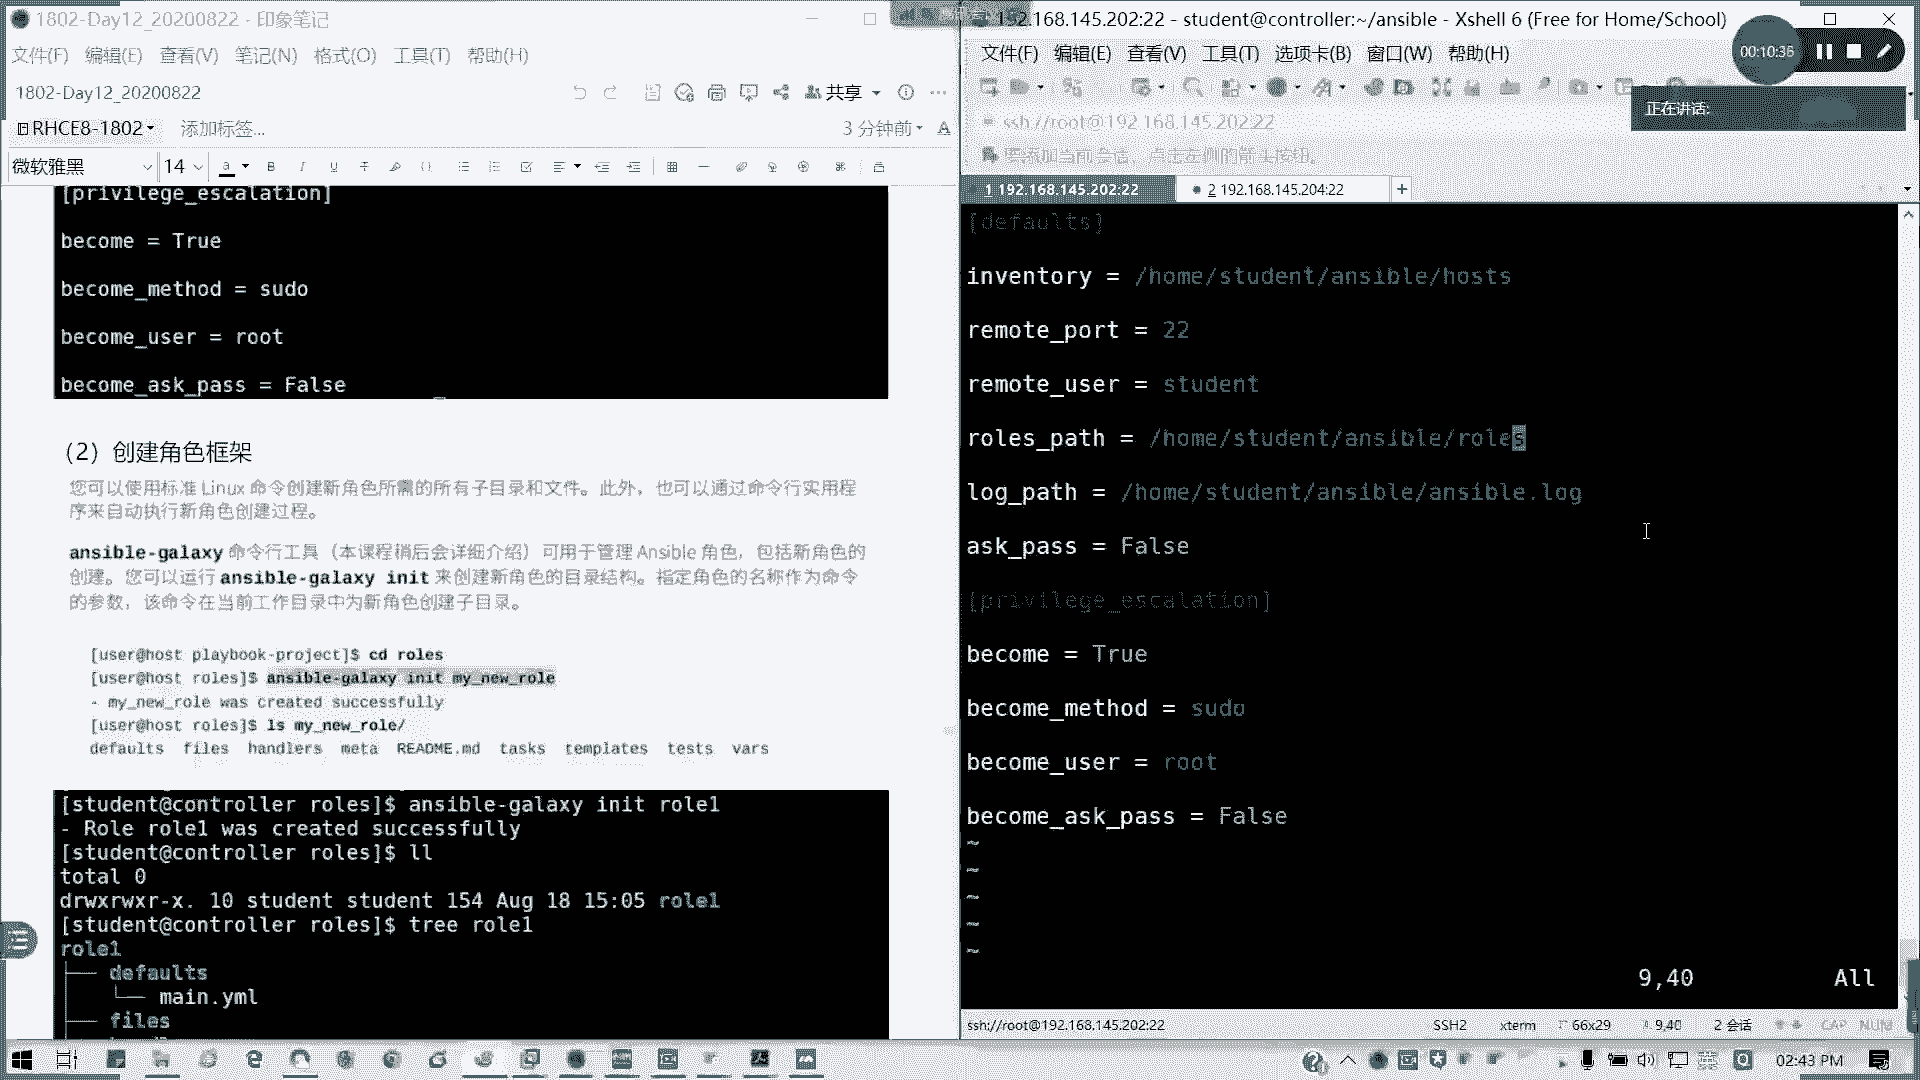 1802-Day12_20200822 - 印象笔记
文件(F) 编辑(E) 查看(V) 笔记(N) 格式(O) 工具(T) 帮助(H)
1802-Day12_20200822
共享
RHCE8-1802
添加标签...
3 分钟前
微软雅黑
14
[privilege_escalation]
become = True
become_method = sudo
become_user = root
become_ask_pass = False
（2）创建角色框架
您可以使用标准 Linux 命令创建新角色所需的所有子目录和文件。此外，也可以通过命令行实用程
序来自动执行新角色创建过程。
ansible-galaxy 命令行工具（本课程稍后会详细介绍）可用于管理 Ansible 角色，包括新角色的
创建。您可以运行 ansible-galaxy init 来创建新角色的目录结构。指定角色的名称作为命令
的参数，该命令在当前工作目录中为新角色创建子目录。
[user@host playbook-project]$ cd roles
[user@host roles]$ ansible-galaxy init my_new_role
- my_new_role was created successfully
[user@host roles]$ ls my_new_role/
defaults files handlers meta README.md tasks templates tests vars
[student@controller roles]$ ansible-galaxy init role1
- Role role1 was created successfully
[student@controller roles]$ ll
total 0
drwxrwxr-x. 10 student student 154 Aug 18 15:05 role1
[student@controller roles]$ tree role1
role1
├── defaults
│   └── main.yml
├── files
192.168.145.202:22 - student@controller:~/ansible - Xshell 6 (Free for Home/School)
文件(F) 编辑(E) 查看(V) 工具(T) 选项卡(B) 窗口(W) 帮助(H)
00:10:36
正在讲话:
ssh://root@192.168.145.202:22
要添加当前会话，点击左侧的箭头按钮。
1 192.168.145.202:22
2 192.168.145.204:22
[defaults]
inventory = /home/student/ansible/hosts
remote_port = 22
remote_user = student
roles_path = /home/student/ansible/roles
log_path = /home/student/ansible/ansible.log
ask_pass = False
[privilege_escalation]
become = True
become_method = sudo
become_user = root
become_ask_pass = False
~
~
~
~
~
9,40 All
ssh://root@192.168.145.202:22 SSH2 xterm 66x29 9,40 2 会话 CAP NUM
英
02:43 PM